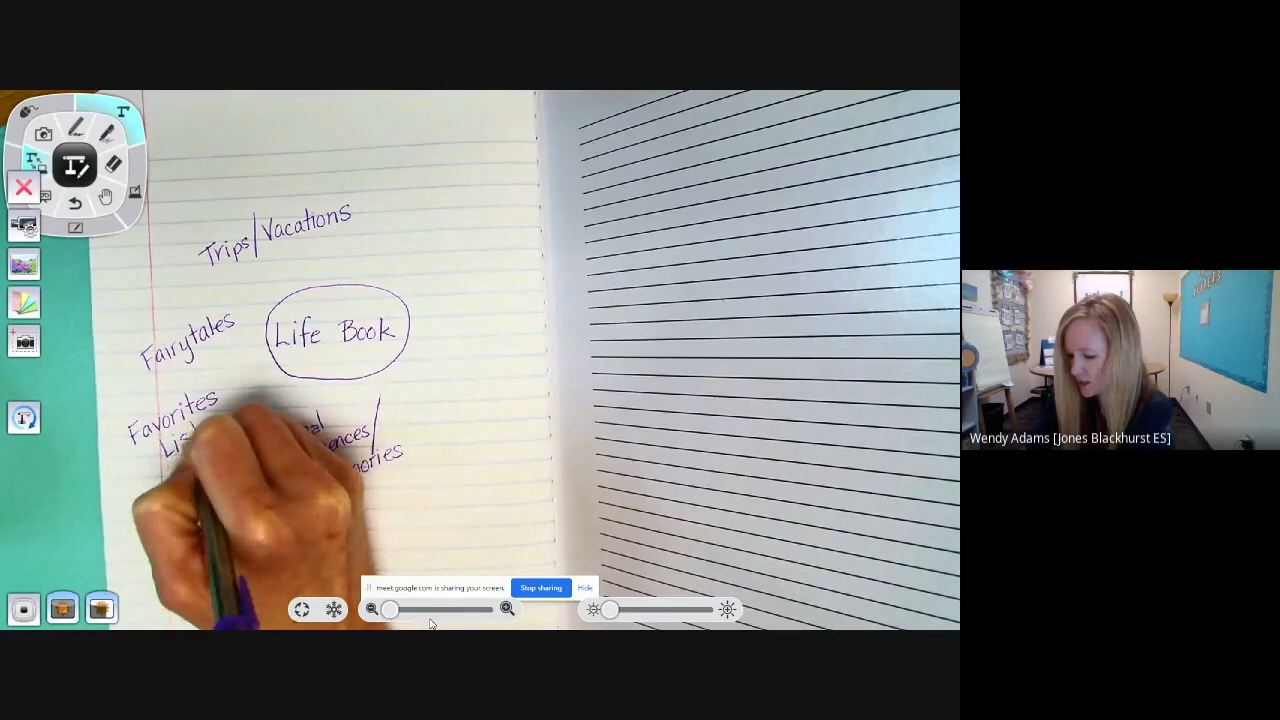 Trips/Vacations
Fairytales
Life Book
Favorites
meet.google.com is sharing your screen.
Stop sharing
Hide
Wendy Adams [Jones Blackhurst ES]